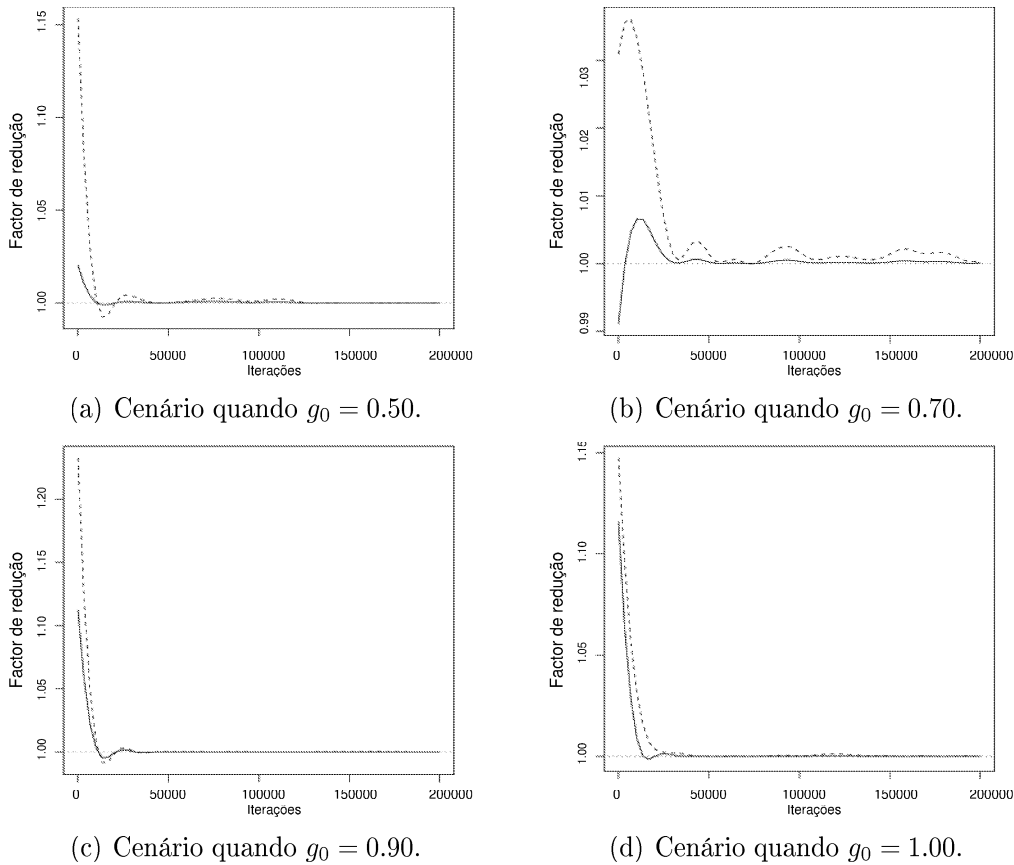 Factor de redução
1.00 1.05 1.10 1.15
0 50000 100000 150000 200000
Iterações
(a) Cenário quando g₀ = 0.50.
Factor de redução
0.99 1.00 1.01 1.02 1.03
0 50000 100000 150000 200000
Iterações
(b) Cenário quando g₀ = 0.70.
Factor de redução
1.00 1.05 1.10 1.15 1.20
0 50000 100000 150000 200000
Iterações
(c) Cenário quando g₀ = 0.90.
Factor de redução
1.00 1.05 1.10 1.15
0 50000 100000 150000 200000
Iterações
(d) Cenário quando g₀ = 1.00.